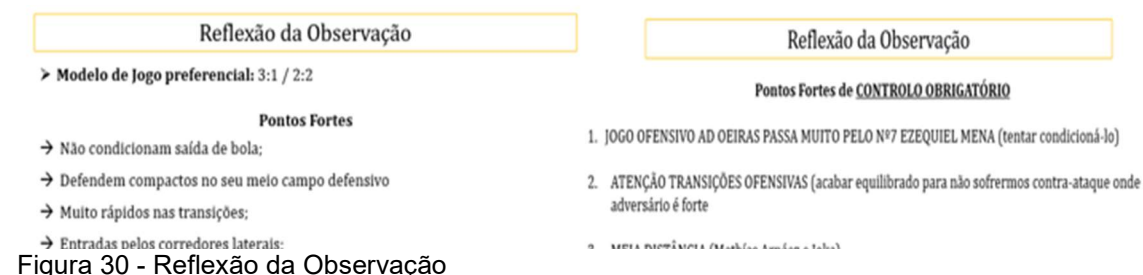 Reflexão da Observação
➢ Modelo de Jogo preferencial: 3:1 / 2:2
Pontos Fortes
→ Não condicionam saída de bola;
→ Defendem compactos no seu meio campo defensivo
→ Muito rápidos nas transições;
→ Entradas pelos corredores laterais;
Reflexão da Observação
Pontos Fortes de CONTROLO OBRIGATÓRIO
1. JOGO OFENSIVO AD OEIRAS PASSA MUITO PELO Nº7 EZEQUIEL MENA (tentar condicioná-lo)
2. ATENÇÃO TRANSIÇÕES OFENSIVAS (acabar equilibrado para não sofrermos contra-ataque onde
adversário é forte
MEIA DISTÂNCIA
Figura 30 - Reflexão da Observação